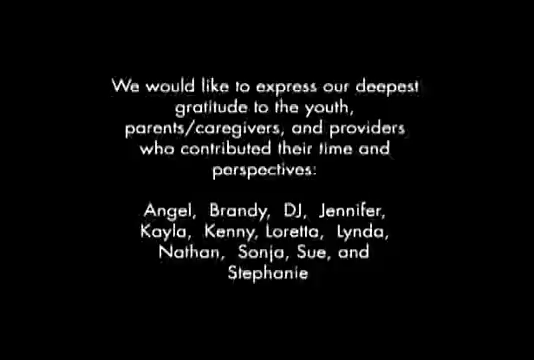 We would like to express our deepest
gratitude to the youth,
parents/caregivers, and providers
who contributed their time and
perspectives:
Angel, Brandy, DJ, Jennifer,
Kayla, Kenny, Loretta, Lynda,
Nathan, Sonja, Sue, and
Stephanie